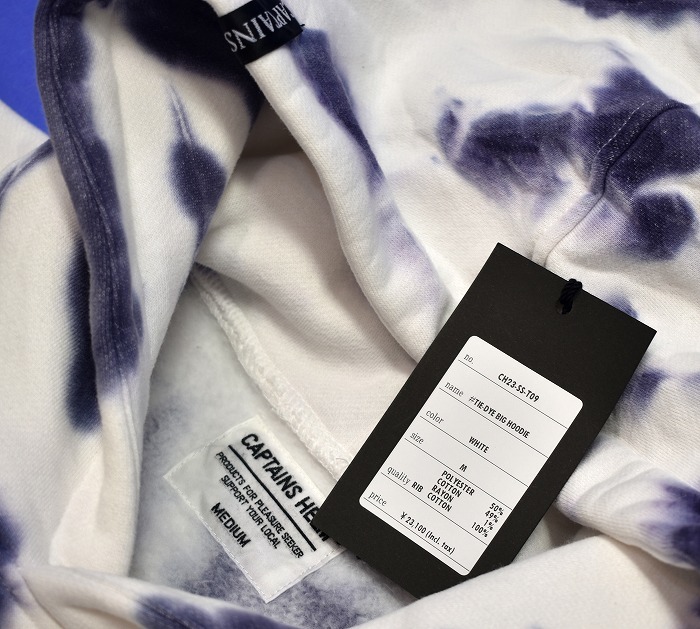 CAPTAINS
no. CH23-SS-T09
name #TIE-DYE BIG HOODIE
color WHITE
size M
quality POLYESTER 50%
COTTON 49%
RAYON 1%
RIB COTTON 100%
price ¥23,100 (Incl. tax)
CAPTAINS
PRODUCTS FOR PLEASURE SEEKER
SUPPORT YOUR LOCAL
MEDIUM